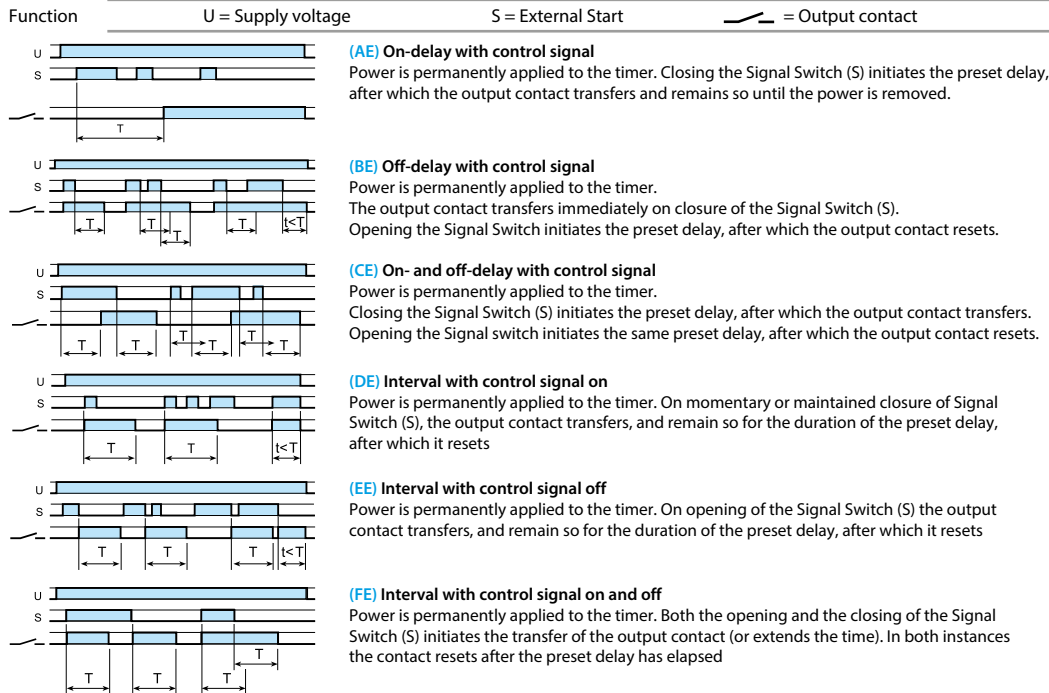 Function U = Supply voltage S = External Start = Output contact
(AE) On-delay with control signal
U
S
Power is permanently applied to the timer. Closing the Signal Switch (S) initiates the preset delay,
after which the output contact transfers and remains so until the power is removed.
T
(BE) Off-delay with control signal
U
S
Power is permanently applied to the timer.
The output contact transfers immediately on closure of the Signal Switch (S).
Opening the Signal Switch initiates the preset delay, after which the output contact resets.
T T T t<T
T
(CE) On- and off-delay with control signal
U
S
Power is permanently applied to the timer.
Closing the Signal Switch (S) initiates the preset delay, after which the output contact transfers.
Opening the Signal switch initiates the same preset delay, after which the output contact resets.
T T
T T T T
(DE) Interval with control signal on
U
S
Power is permanently applied to the timer. On momentary or maintained closure of Signal
Switch (S), the output contact transfers, and remain so for the duration of the preset delay,
after which it resets
T T t<T
(EE) Interval with control signal off
U
S
Power is permanently applied to the timer. On opening of the Signal Switch (S) the output
contact transfers, and remain so for the duration of the preset delay, after which it resets
T T T t<T
(FE) Interval with control signal on and off
U
S
Power is permanently applied to the timer. Both the opening and the closing of the Signal
Switch (S) initiates the transfer of the output contact (or extends the time). In both instances
the contact resets after the preset delay has elapsed
T
T T T